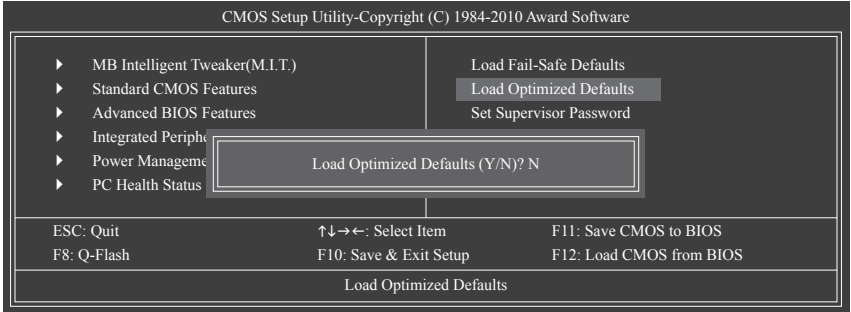 CMOS Setup Utility-Copyright (C) 1984-2010 Award Software
MB Intelligent Tweaker(M.I.T.)
Standard CMOS Features
Advanced BIOS Features
Integrated
Power
PC Health Status
Load Fail-Safe Defaults
Load Optimized Defaults
Set Supervisor Password
Load Optimized Defaults (Y/N)? N
ESC: Quit ↑↓→←: Select Item F11: Save CMOS to BIOS
F8: Q-Flash F10: Save & Exit Setup F12: Load CMOS from BIOS
Load Optimized Defaults